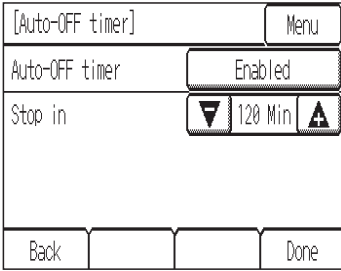 [Auto-OFF timer] Menu
Auto-OFF timer Enabled
Stop in 120 Min
Back Done